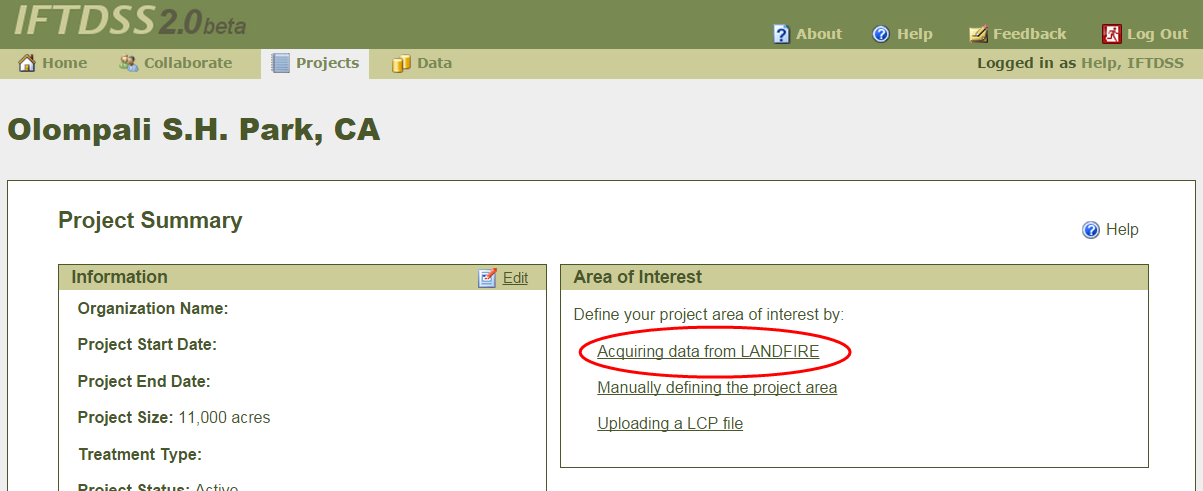 IFTDSS 2.0 beta
About Help Feedback Log Out
Home Collaborate Projects Data Logged in as Help, IFTDSS
Olompali S.H. Park, CA
Project Summary
Help
Information Edit
Organization Name:
Project Start Date:
Project End Date:
Project Size: 11,000 acres
Treatment Type:
Project Status: Active
Area of Interest
Define your project area of interest by:
Acquiring data from LANDFIRE
Manually defining the project area
Uploading a LCP file